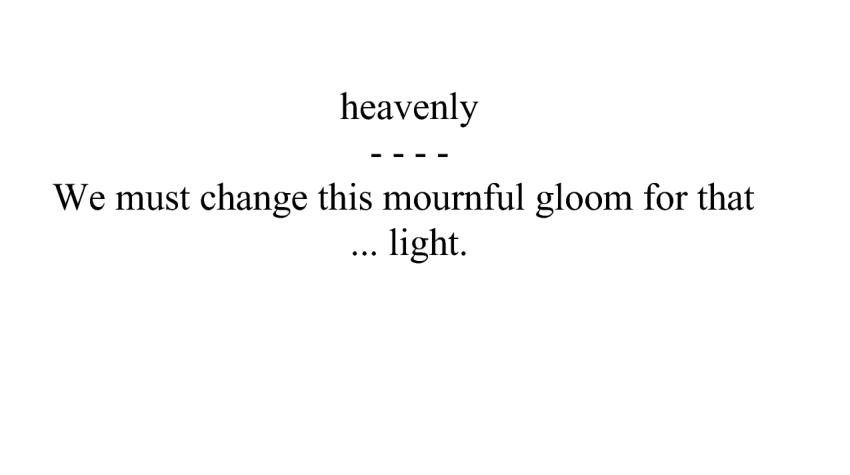 heavenly
- - - -
We must change this mournful gloom for that
... light.